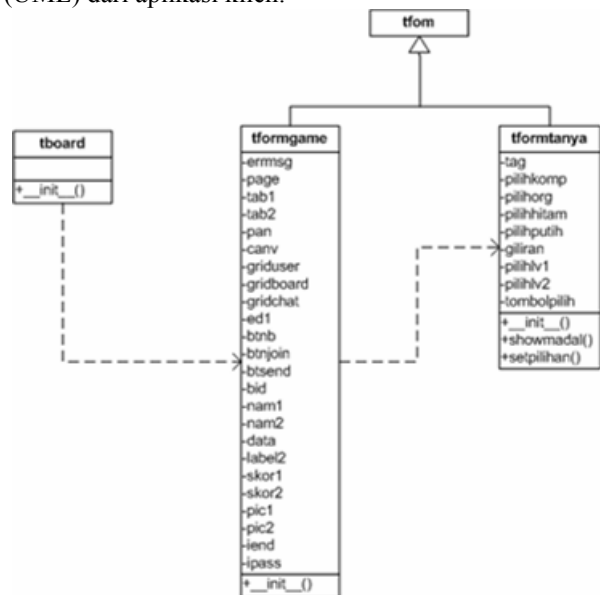 (UML) dari aplikasi klien.
tfom
tboard
+__init__()
tformgame
-errmsg
-page
-tab1
-tab2
-pan
-canv
-griduser
-gridboard
-gridchat
-ed1
-btnb
-btnjoin
-btsend
-bid
-nam1
-nam2
-data
-label2
-skor1
-skor2
-pic1
-pic2
-iend
-ipass
+__init__()
tformtanya
-tag
-pilihkomp
-pilihorg
-pilihhitam
-pilihputih
-giliran
-pilihlv1
-pilihlv2
-tombolpilih
+__init__()
+showmadal()
+setpilihan()